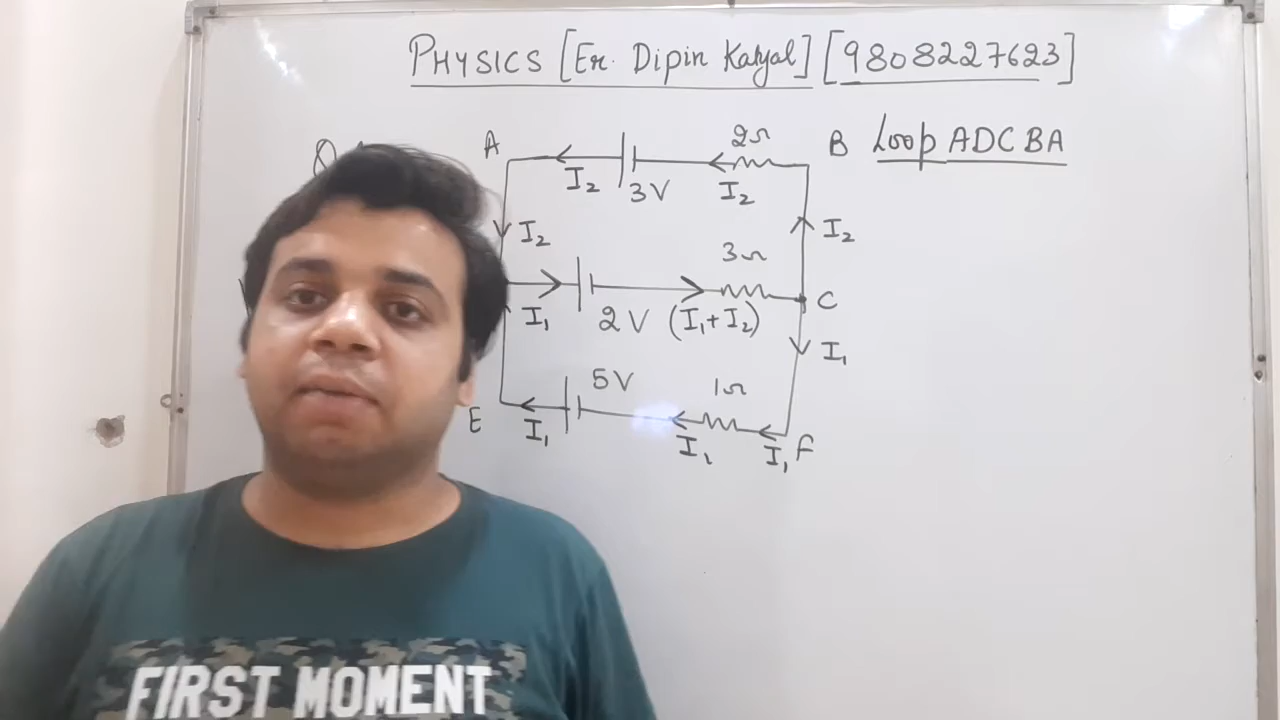 PHYSICS [Er. Dipin Katyal] [9808227623]
Loop ADCBA
A
I₂
3V
2Ω
I₂
B
I₂
I₂
I₁
2V
3Ω
(I₁+I₂)
C
I₁
E
I₁
5V
1Ω
I₁
I₁
F
FIRST MOMENT